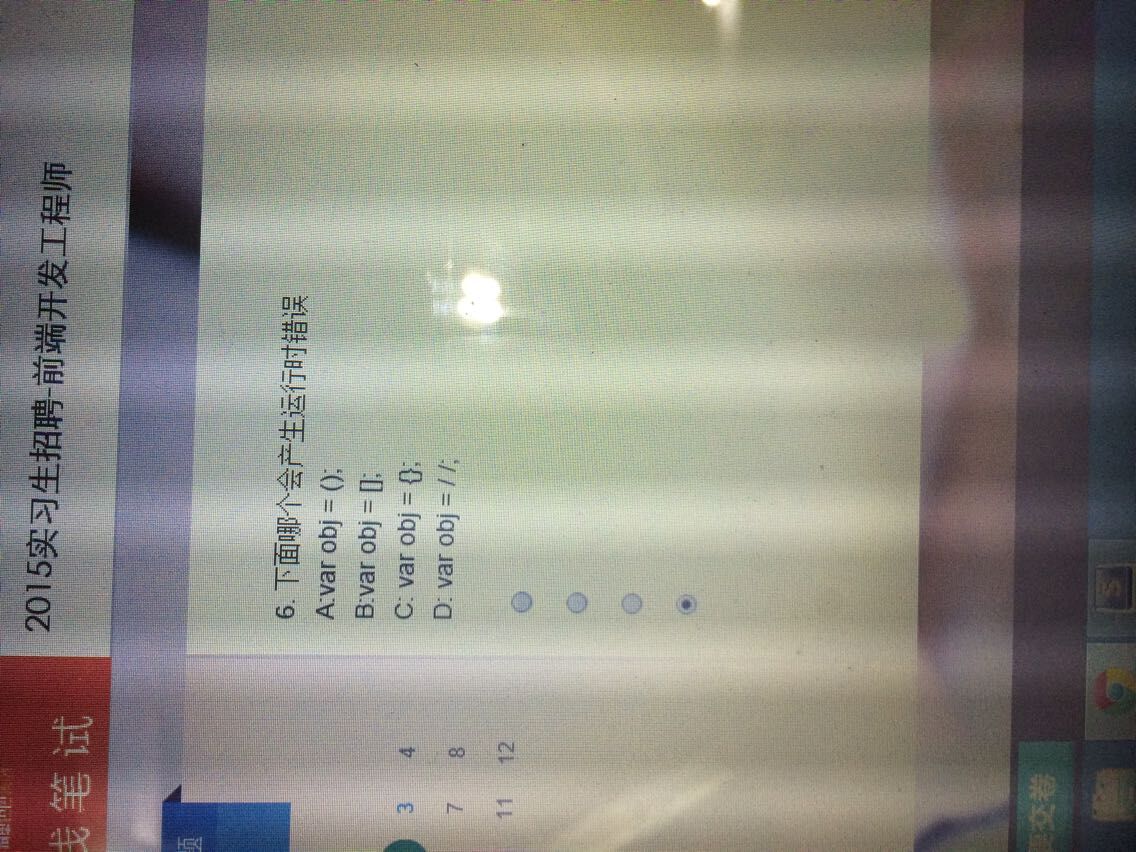 笔试
2015实习生招聘-前端开发工程师
6. 下面哪个会产生运行时错误
A:var obj = ();
B:var obj = [];
C: var obj = {};
D: var obj = / /;
3 4
7 8
11 12
交卷